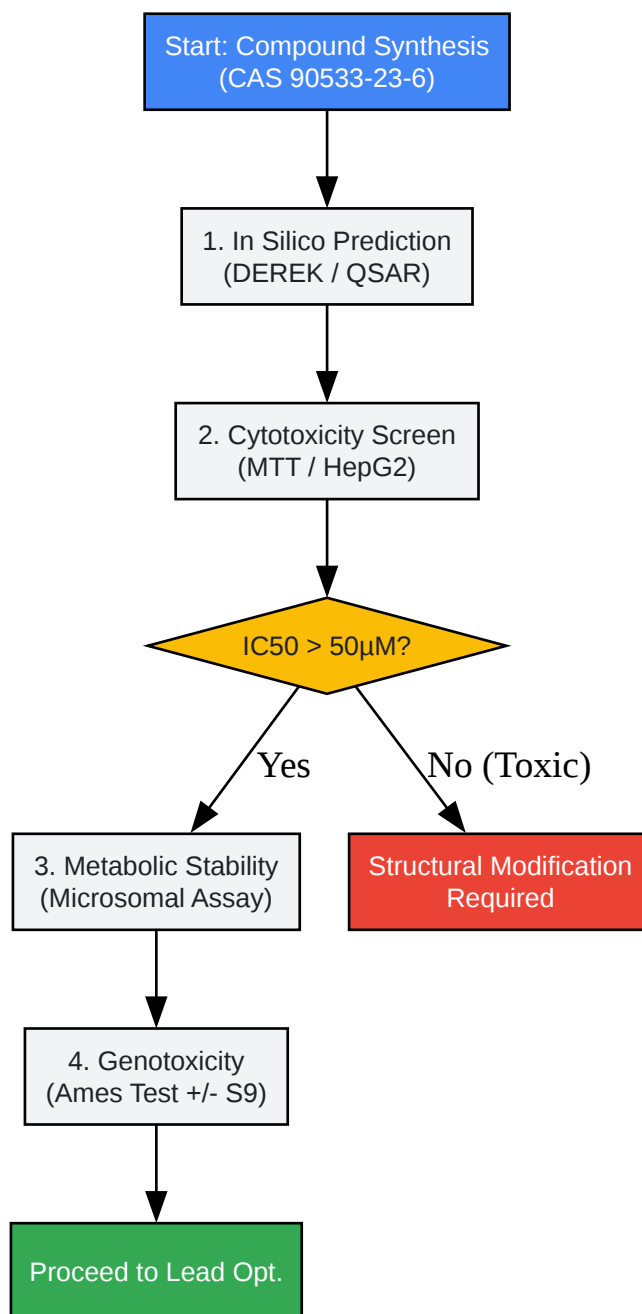 Start: Compound Synthesis
(CAS 90533-23-6)
1. In Silico Prediction
(DEREK / QSAR)
2. Cytotoxicity Screen
(MTT / HepG2)
IC50 > 50µM?
Yes
No (Toxic)
3. Metabolic Stability
(Microsomal Assay)
Structural Modification
Required
4. Genotoxicity
(Ames Test +/- S9)
Proceed to Lead Opt.